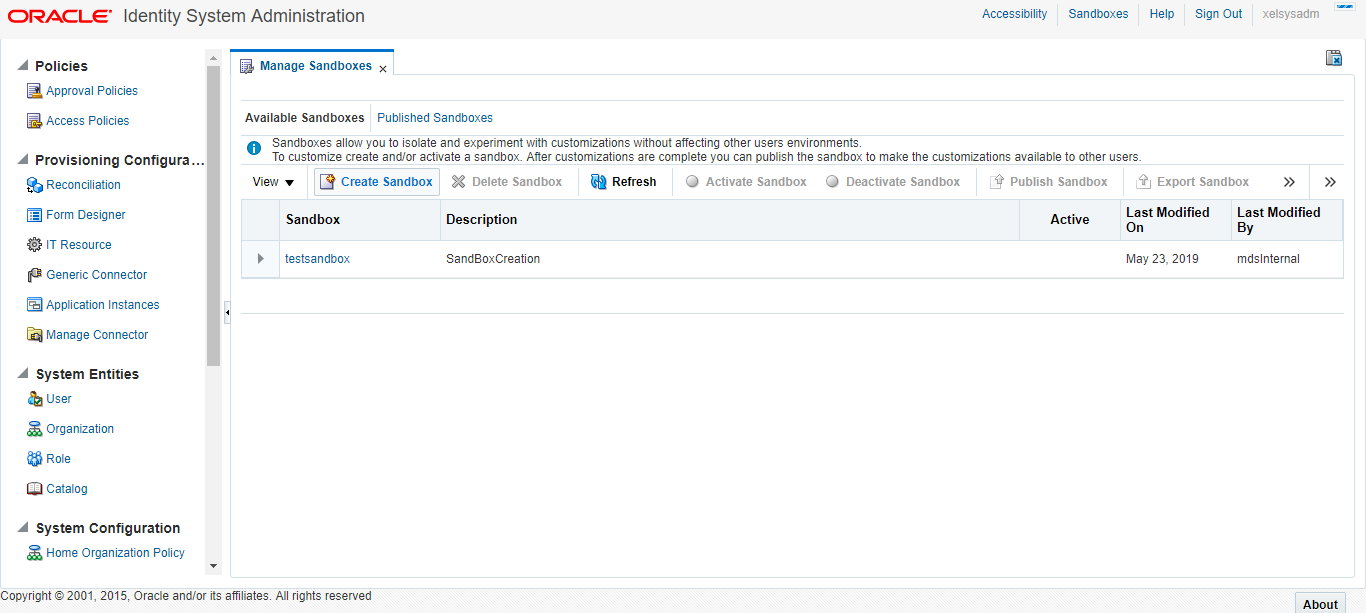 ORACLE Identity System Administration
Accessibility Sandboxes Help Sign Out xelsysadm
Policies
Approval Policies
Access Policies
Provisioning Configura...
Reconciliation
Form Designer
IT Resource
Generic Connector
Application Instances
Manage Connector
System Entities
User
Organization
Role
Catalog
System Configuration
Home Organization Policy
Manage Sandboxes
Available Sandboxes Published Sandboxes
Sandboxes allow you to isolate and experiment with customizations without affecting other users environments.
To customize create and/or activate a sandbox. After customizations are complete you can publish the sandbox to make the customizations available to other users.
View Create Sandbox Delete Sandbox Refresh Activate Sandbox Deactivate Sandbox Publish Sandbox Export Sandbox
Sandbox Description Active Last Modified On Last Modified By
testsandbox SandBoxCreation May 23, 2019 mdsInternal
Copyright © 2001, 2015, Oracle and/or its affiliates. All rights reserved
About